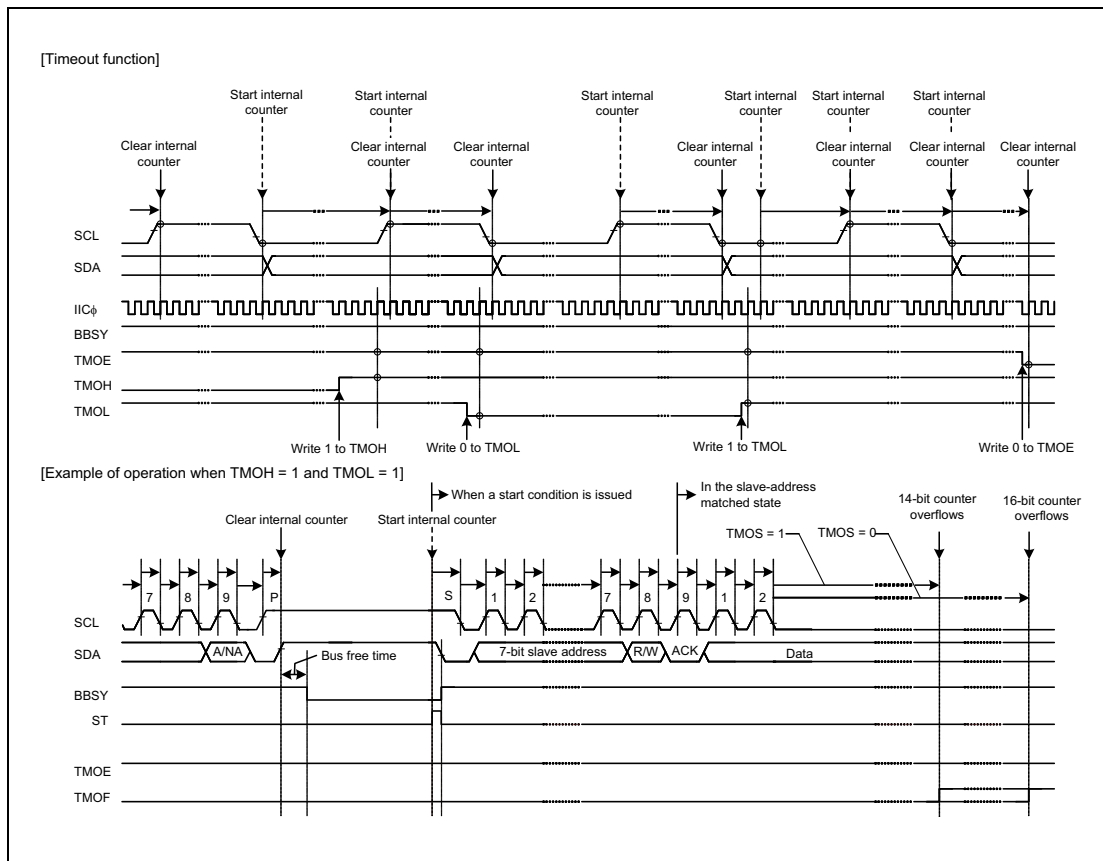 [Timeout function]
Start internal counter
Start internal counter
Start internal counter
Start internal counter
Start internal counter
Start internal counter
Clear internal counter
Clear internal counter
Clear internal counter
Clear internal counter
Clear internal counter
Clear internal counter
Clear internal counter
SCL
SDA
IICφ
BBSY
TMOE
TMOH
TMOL
Write 1 to TMOH
Write 0 to TMOL
Write 1 to TMOL
Write 0 to TMOE
[Example of operation when TMOH = 1 and TMOL = 1]
When a start condition is issued
In the slave-address matched state
Clear internal counter
Start internal counter
14-bit counter overflows
16-bit counter overflows
TMOS = 1
TMOS = 0
7 8 9 P S 1 2 7 8 9 1 2
SCL
SDA
A/NA
7-bit slave address
R/W
ACK
Data
Bus free time
BBSY
ST
TMOE
TMOF